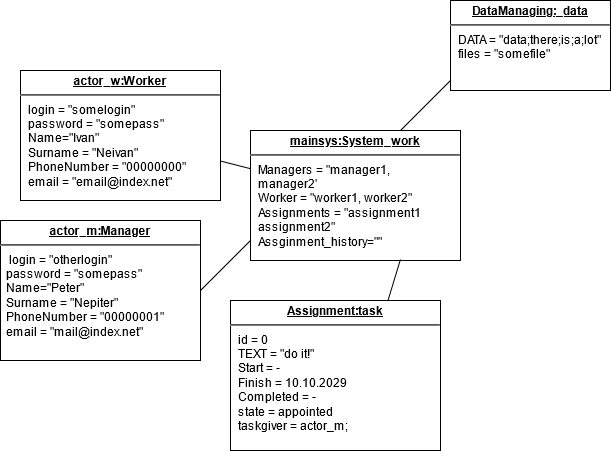 DataManaging:_data
DATA = "data;there;is;a;lot"
files = "somefile"
actor_w:Worker
login = "somelogin"
password = "somepass"
Name="Ivan"
Surname = "Neivan"
PhoneNumber = "00000000"
email = "email@index.net"
mainsys:System_work
Managers = "manager1,
manager2'
Worker = "worker1, worker2"
Assignments = "assignment1
assignment2"
Assginment_history=""
actor_m:Manager
login = "otherlogin"
password = "somepass"
Name="Peter"
Surname = "Nepiter"
PhoneNumber = "00000001"
email = "mail@index.net"
Assignment:task
id = 0
TEXT = "do it!"
Start = -
Finish = 10.10.2029
Completed = -
state = appointed
taskgiver = actor_m;